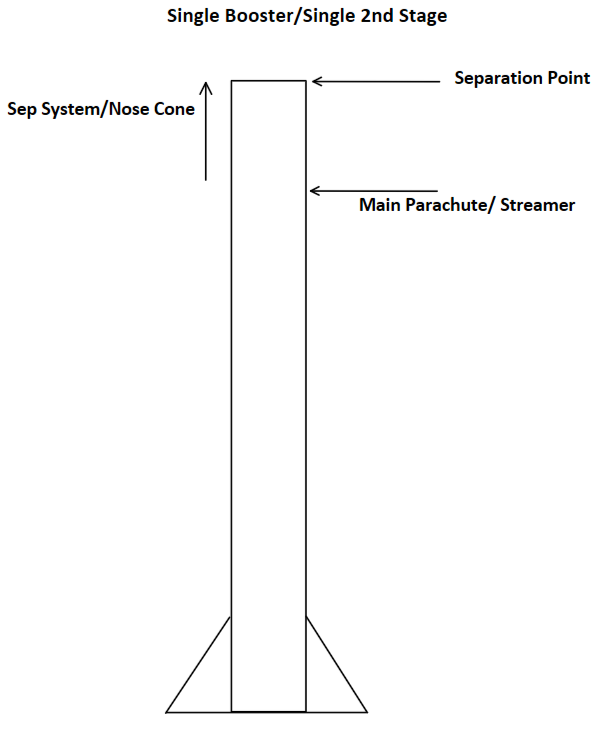 Single Booster/Single 2nd Stage
Separation Point
Sep System/Nose Cone
Main Parachute/ Streamer